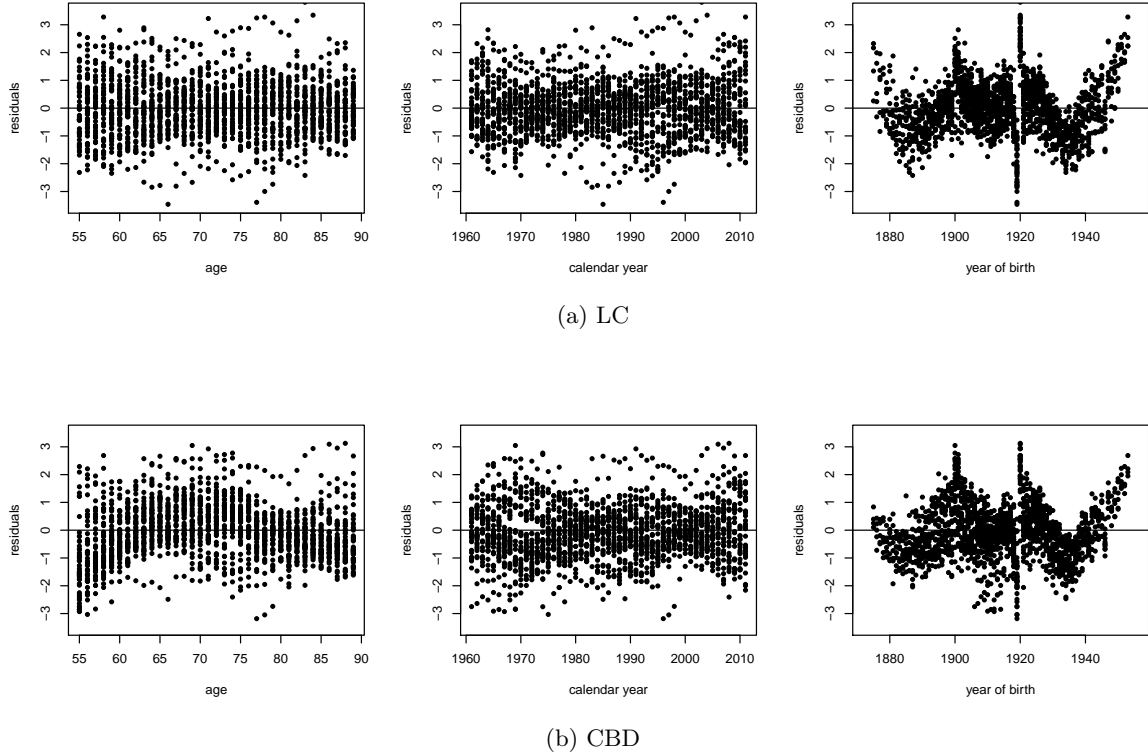 residuals
3
2
1
0
−1
−2
−3
55 60 65 70 75 80 85 90
age
residuals
3
2
1
0
−1
−2
−3
1960 1970 1980 1990 2000 2010
calendar year
residuals
3
2
1
0
−1
−2
−3
1880 1900 1920 1940
year of birth
(a) LC
residuals
3
2
1
0
−1
−2
−3
55 60 65 70 75 80 85 90
age
residuals
3
2
1
0
−1
−2
−3
1960 1970 1980 1990 2000 2010
calendar year
residuals
3
2
1
0
−1
−2
−3
1880 1900 1920 1940
year of birth
(b) CBD